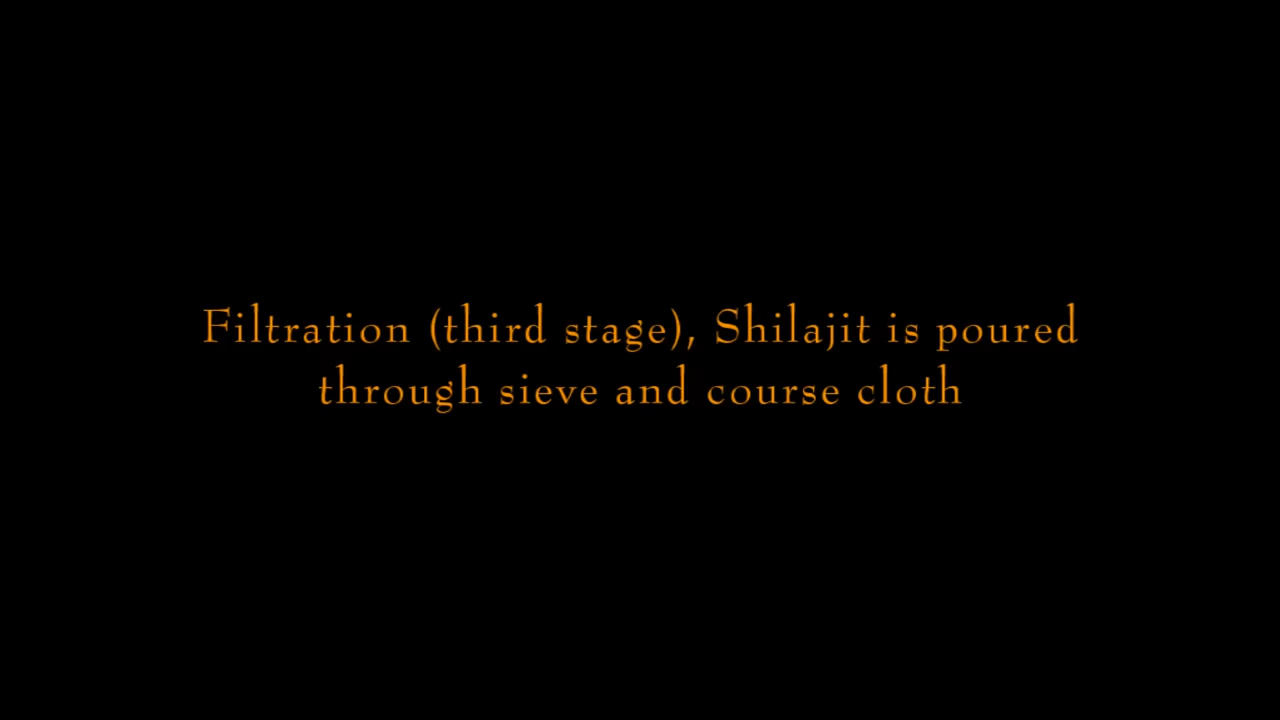 Filtration (third stage), Shilajit is poured
through sieve and course cloth